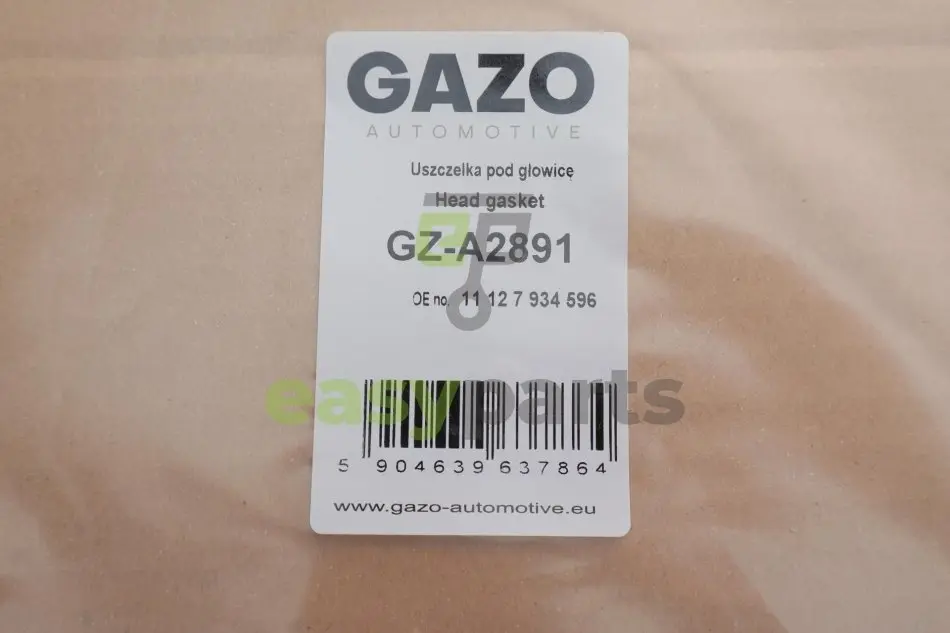 GAZO
AUTOMOTIVE
Uszczelka pod głowicę
Head gasket
GZ-A2891
OE no. 11 12 7 934 596
easyparts
5 904639 637864
www.gazo-automotive.eu